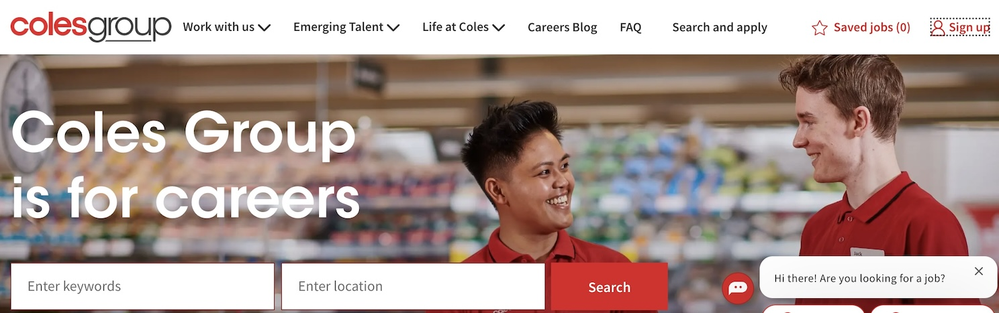 colesgroup
Work with us
Emerging Talent
Life at Coles
Careers Blog
FAQ
Search and apply
Saved jobs (0)
Sign up
Coles Group
is for careers
Enter keywords
Enter location
Search
Jack
Hi there! Are you looking for a job?